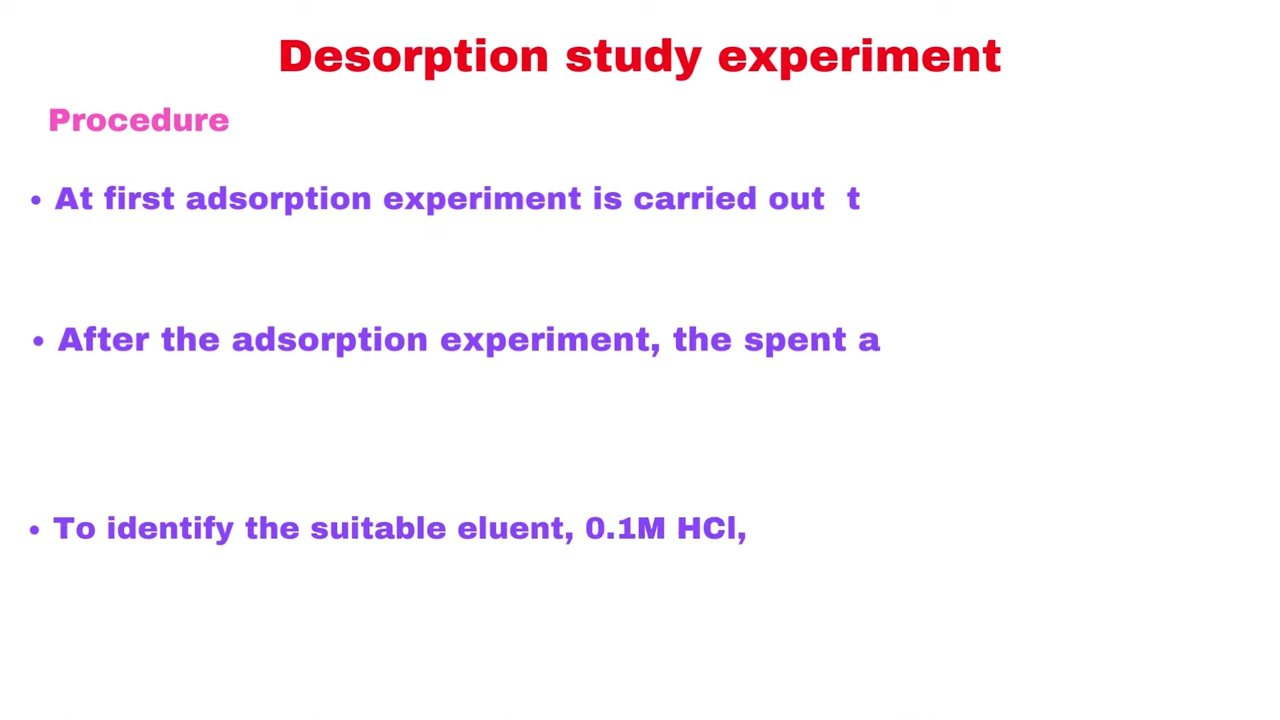 Desorption study experiment
Procedure
• At first adsorption experiment is carried out  t
• After the adsorption experiment, the spent a
• To identify the suitable eluent, 0.1M HCl,